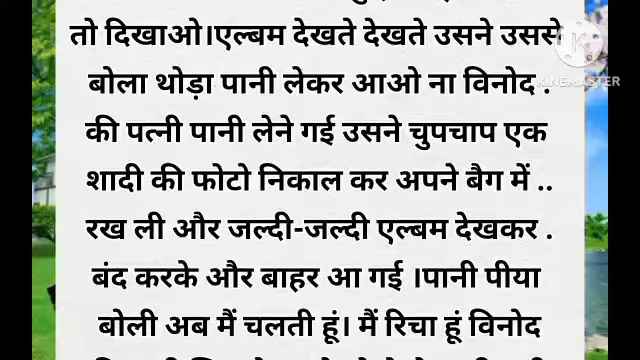 तो दिखाओ।एल्बम देखते देखते उसने उससे
बोला थोड़ा पानी लेकर आओ ना विनोद .
की पत्नी पानी लेने गई उसने चुपचाप एक
शादी की फोटो निकाल कर अपने बैग में ..
रख ली और जल्दी-जल्दी एल्बम देखकर .
बंद करके और बाहर आ गई ।पानी पीया
बोली अब मैं चलती हूं। मैं रिचा हूं विनोद
KINEMASTER